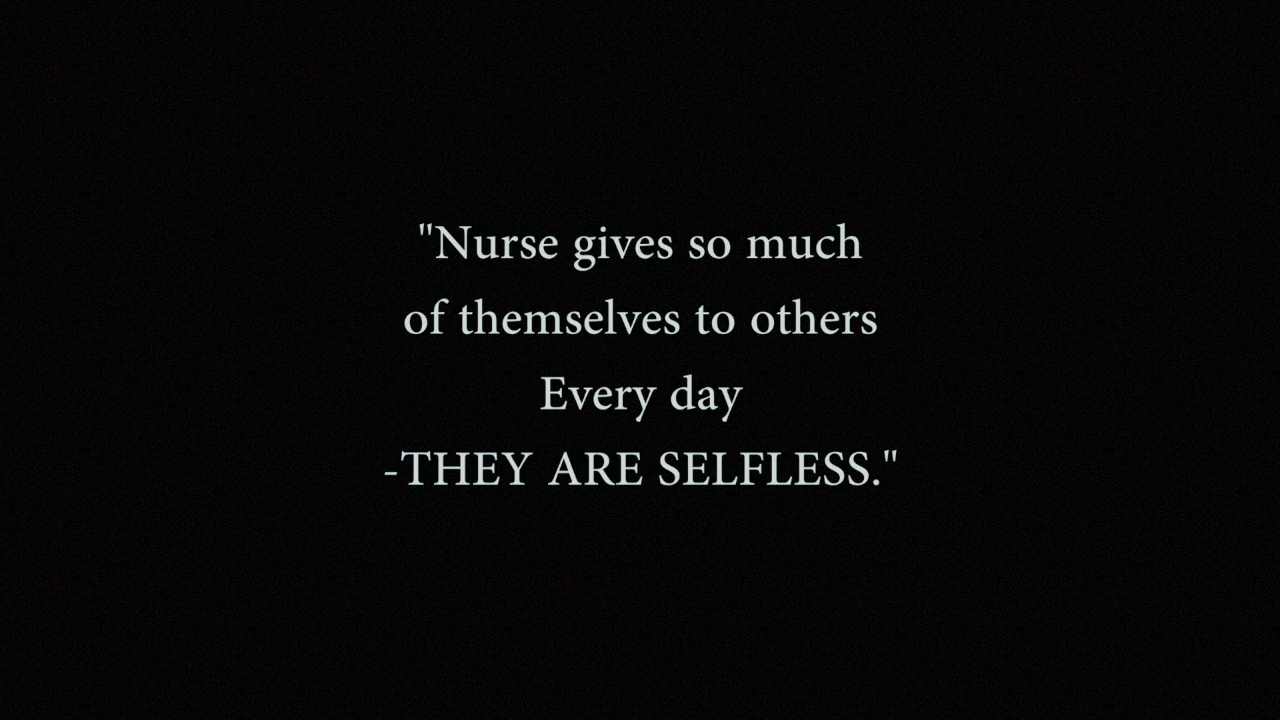 "Nurse gives so much
of themselves to others
Every day
-THEY ARE SELFLESS."